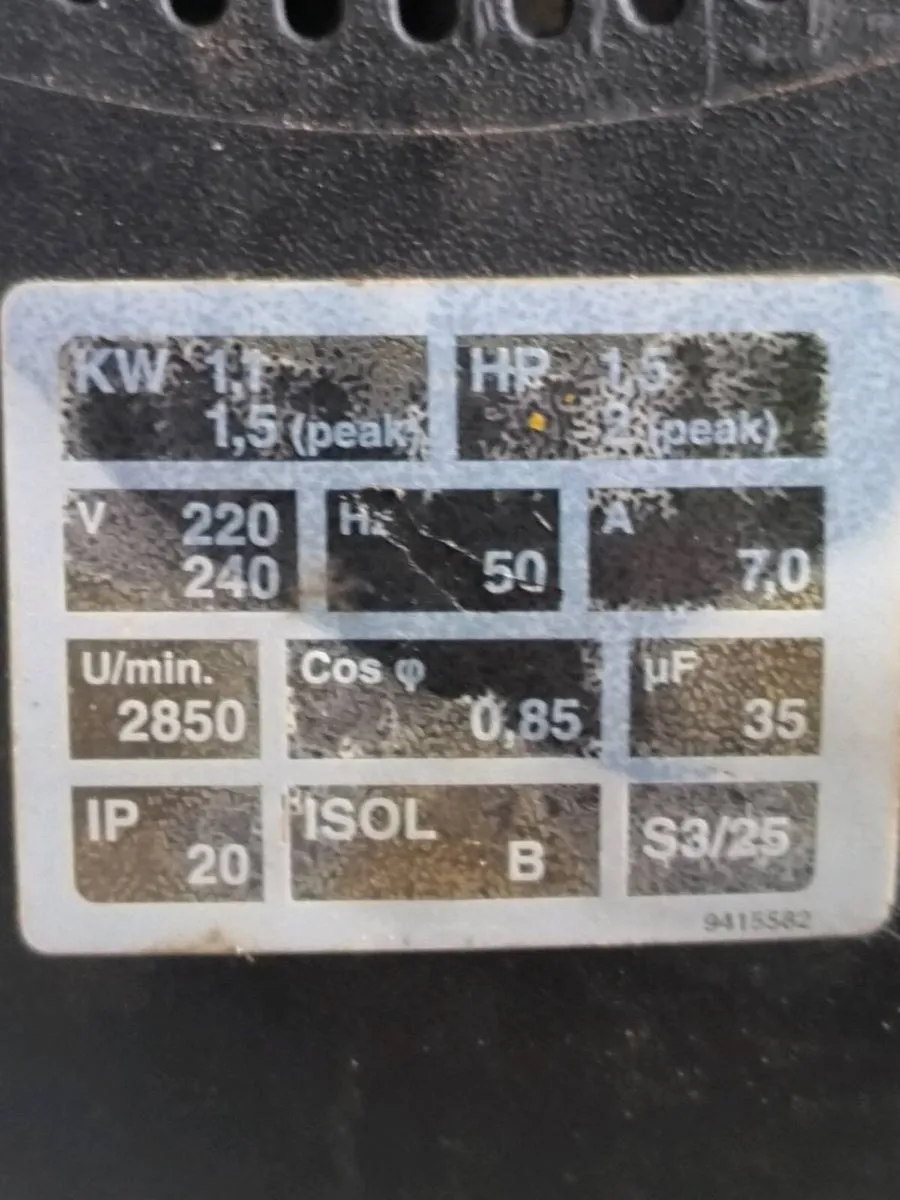 KW 1,1
1,5 (peak)
HP 1,5
2 (peak)
V 220
240
Hz
50
A
7,0
U/min.
2850
Cos φ
0,85
µF
35
IP
20
ISOL
B
S3/25
9415582